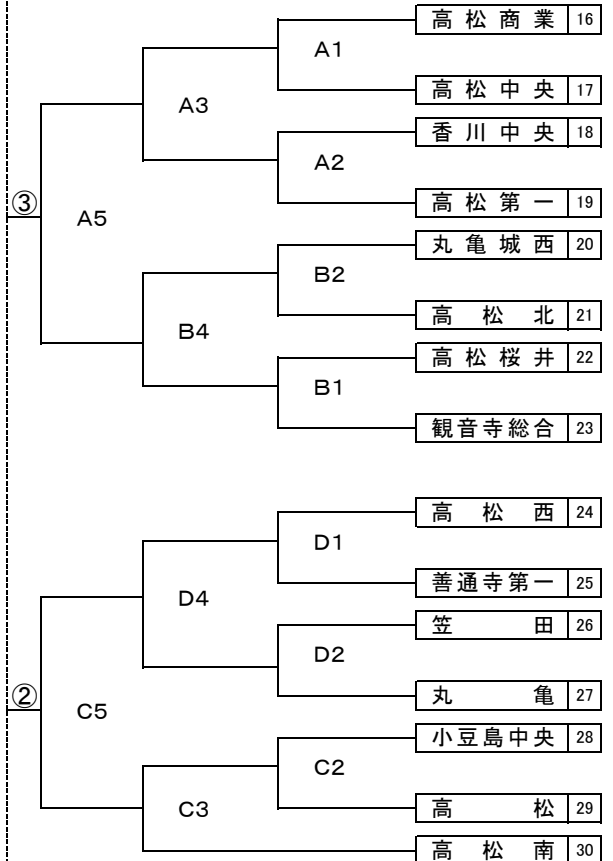 高松商業 16
A1
高松中央 17
A3
香川中央 18
A2
高松第一 19
③
A5
丸亀城西 20
B2
高松北 21
B4
高松桜井 22
B1
観音寺総合 23
高松西 24
D1
善通寺第一 25
D4
笠田 26
D2
丸亀 27
②
C5
小豆島中央 28
C2
高松 29
C3
高松南 30